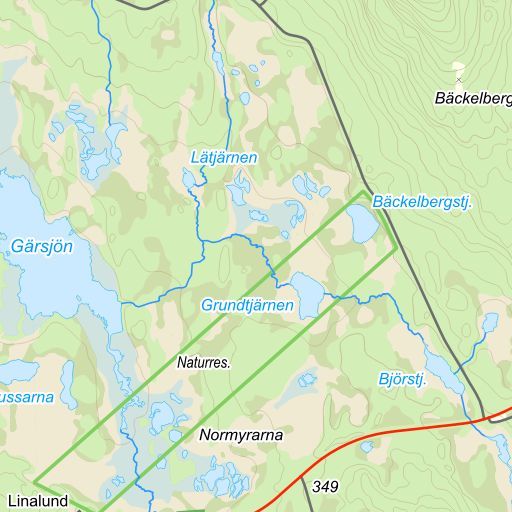 Bäckelberg
Lätjärnen
Bäckelbergstj.
Gärsjön
Grundtjärnen
Naturres.
Björstj.
ussarna
Normyrarna
349
Linalund